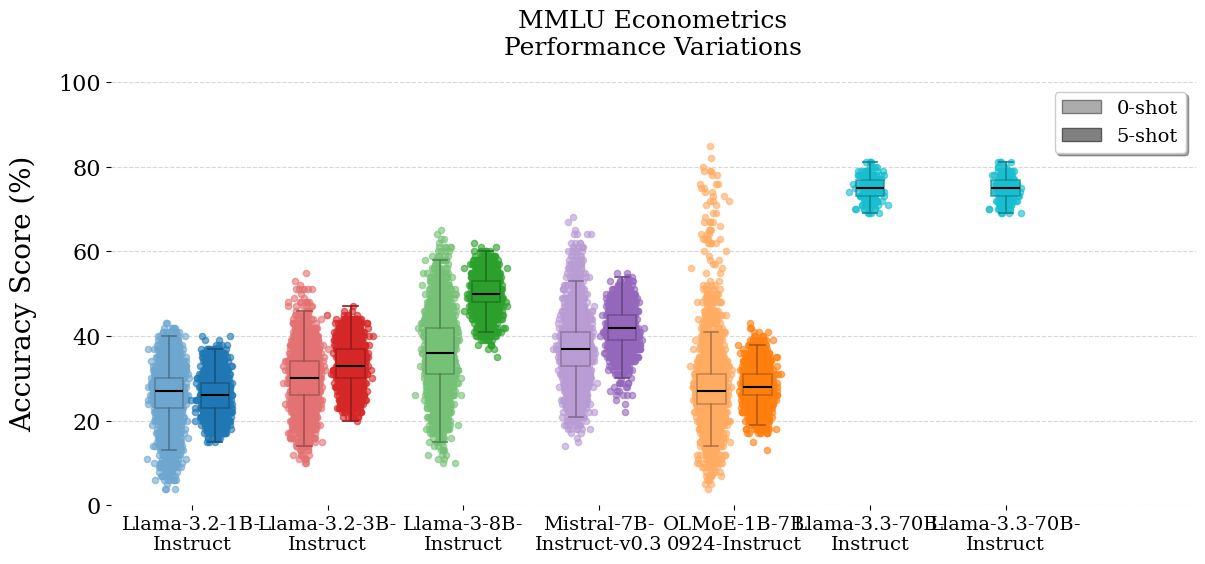 MMLU Econometrics
Performance Variations
Accuracy Score (%)
100
80
60
40
20
0
0-shot
5-shot
Llama-3.2-1B-
Instruct
Llama-3.2-3B-
Instruct
Llama-3-8B-
Instruct
Mistral-7B-
Instruct-v0.3
OLMoE-1B-7B-
0924-Instruct
Llama-3.3-70B-
Instruct
Llama-3.3-70B-
Instruct